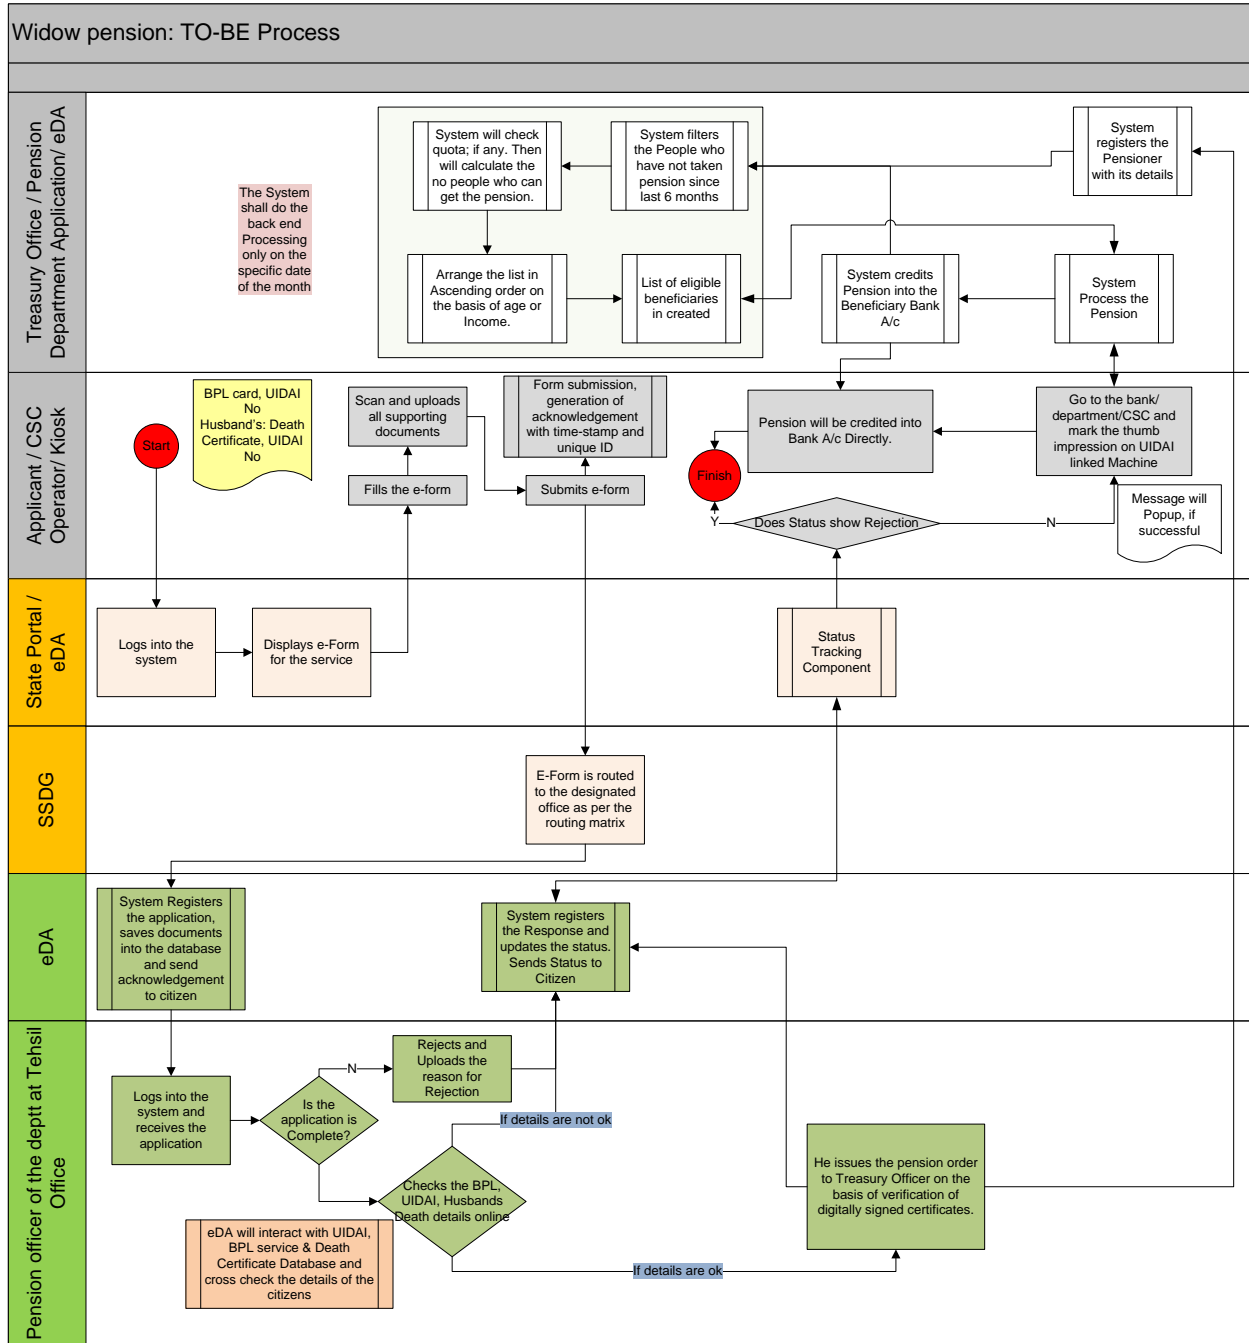 Widow pension: TO-BE Process
Treasury Office / Pension
Department Application/ eDA
The System
shall do the
back end
Processing
only on the
specific date
of the month
System will check
quota; if any. Then
will calculate the
no people who can
get the pension.
System filters
the People who
have not taken
pension since
last 6 months
System
registers the
Pensioner
with its details
Arrange the list in
Ascending order on
the basis of age or
Income.
List of eligible
beneficiaries
in created
System credits
Pension into the
Beneficiary Bank
A/c
System
Process the
Pension
Applicant / CSC
Operator/ Kiosk
Start
BPL card, UIDAI
No
Husband's: Death
Certificate, UIDAI
No
Scan and uploads
all supporting
documents
Form submission,
generation of
acknowledgement
with time-stamp and
unique ID
Fills the e-form
Submits e-form
Pension will be credited into
Bank A/c Directly.
Go to the bank/
department/CSC and
mark the thumb
impression on UIDAI
linked Machine
Finish
Y
Does Status show Rejection
N
Message will
Popup, if
successful
State Portal /
eDA
Logs into the
system
Displays e-Form
for the service
Status
Tracking
Component
SSDG
E-Form is routed
to the designated
office as per the
routing matrix
eDA
System Registers
the application,
saves documents
into the database
and send
acknowledgement
to citizen
System registers
the Response and
updates the status.
Sends Status to
Citizen
Pension officer of the deptt at Tehsil
Office
Logs into the
system and
receives the
application
Is the
application is
Complete?
N
Rejects and
Uploads the
reason for
Rejection
If details are not ok
Checks the BPL,
UIDAI, Husbands
Death details online
eDA will interact with UIDAI,
BPL service & Death
Certificate Database and
cross check the details of the
citizens
If details are ok
He issues the pension order
to Treasury Officer on the
basis of verification of
digitally signed certificates.